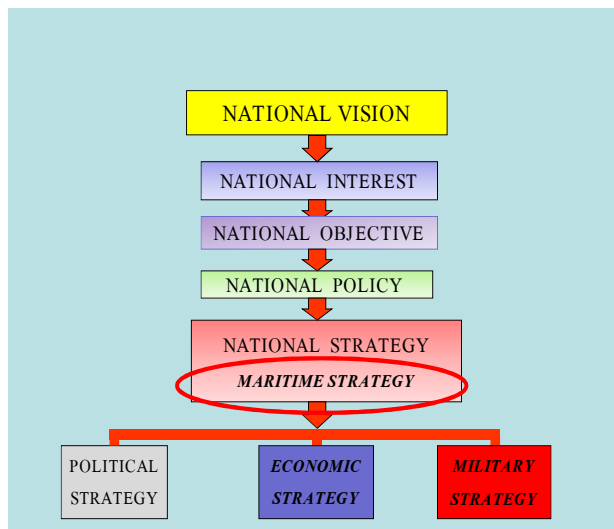 NATIONAL VISION
NATIONAL INTEREST
NATIONAL OBJECTIVE
NATIONAL POLICY
NATIONAL STRATEGY
MARITIME STRATEGY
POLITICAL
STRATEGY
ECONOMIC
STRATEGY
MILITARY
STRATEGY